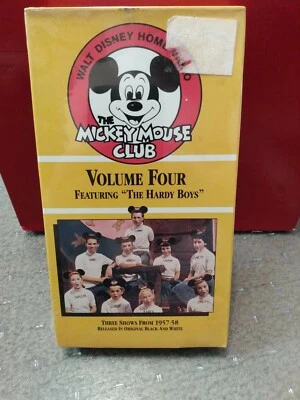 WALT DISNEY HOME VIDEO
THE
MICKEY MOUSE
CLUB
VOLUME FOUR
FEATURING "THE HARDY BOYS"
THREE SHOWS FROM 1957-58
RELEASED IN ORIGINAL BLACK AND WHITE